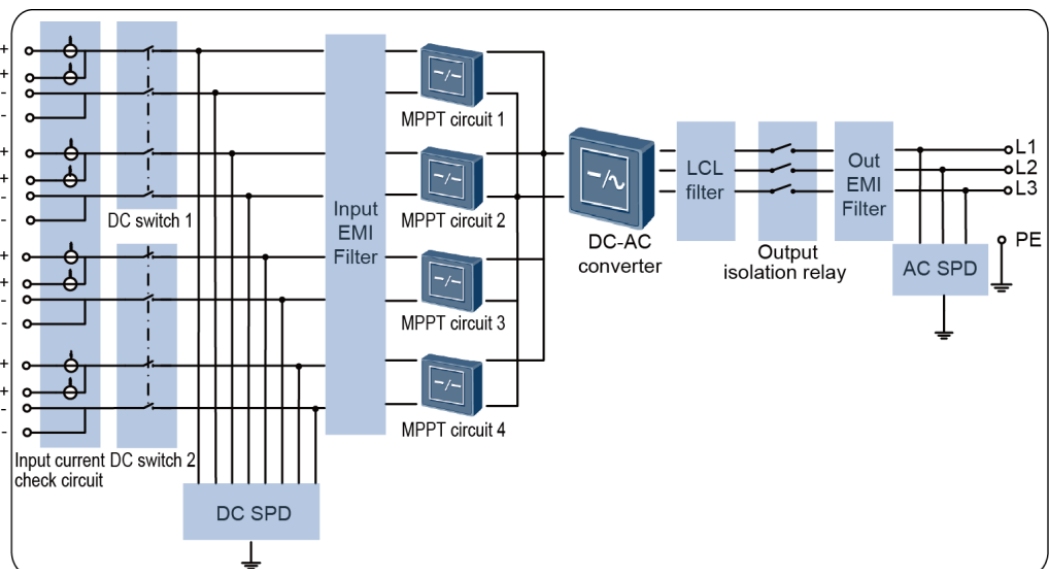 +
+
-
-
+
+
-
-
+
+
-
-
+
+
-
-
Input current
check circuit
DC switch 1
DC switch 2
DC SPD
Input
EMI
Filter
MPPT circuit 1
MPPT circuit 2
MPPT circuit 3
MPPT circuit 4
DC-AC
converter
LCL
filter
Output
isolation relay
Out
EMI
Filter
L1
L2
L3
PE
AC SPD